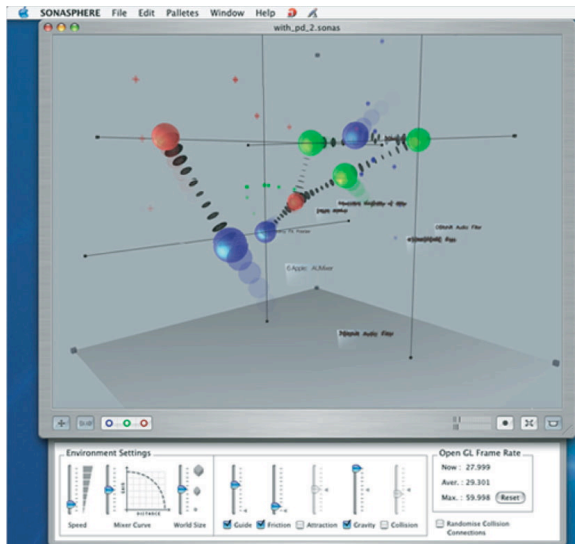 SONASPHERE File Edit Palletes Window Help
with_pd_2.sonas
6:Apple: AUMixer
Environment Settings
GAIN
DISTANCE
Speed Mixer Curve World Size
Guide Friction Attraction Gravity Collision
Open GL Frame Rate
Now : 27.999
Aver. : 29.301
Max. : 59.998 Reset
Randomise Collision
Connections